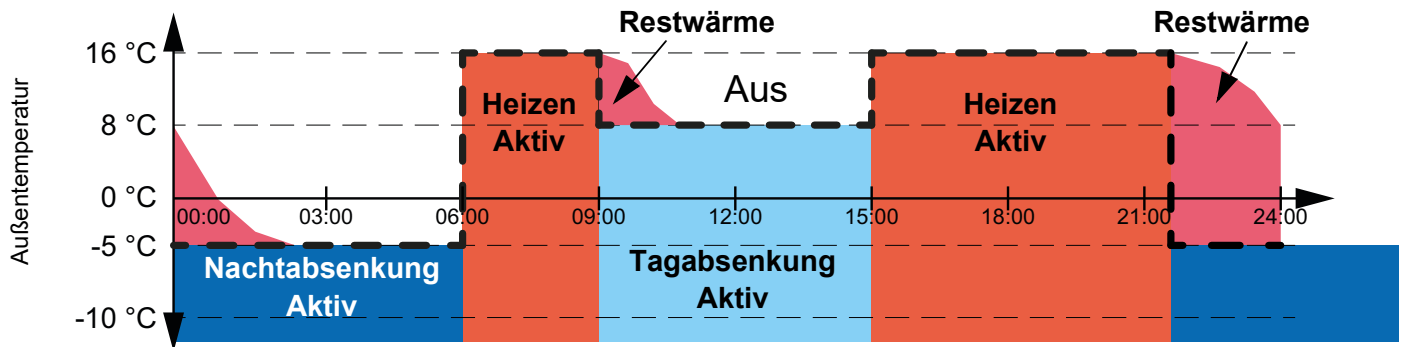 Restwärme
Restwärme
Außentemperatur
16 °C
Aus
Heizen
Aktiv
Heizen
Aktiv
8 °C
0 °C
00:00
03:00
06:00
09:00
12:00
15:00
18:00
21:00
24:00
-5 °C
Nachtabsenkung
Aktiv
Tagabsenkung
Aktiv
-10 °C